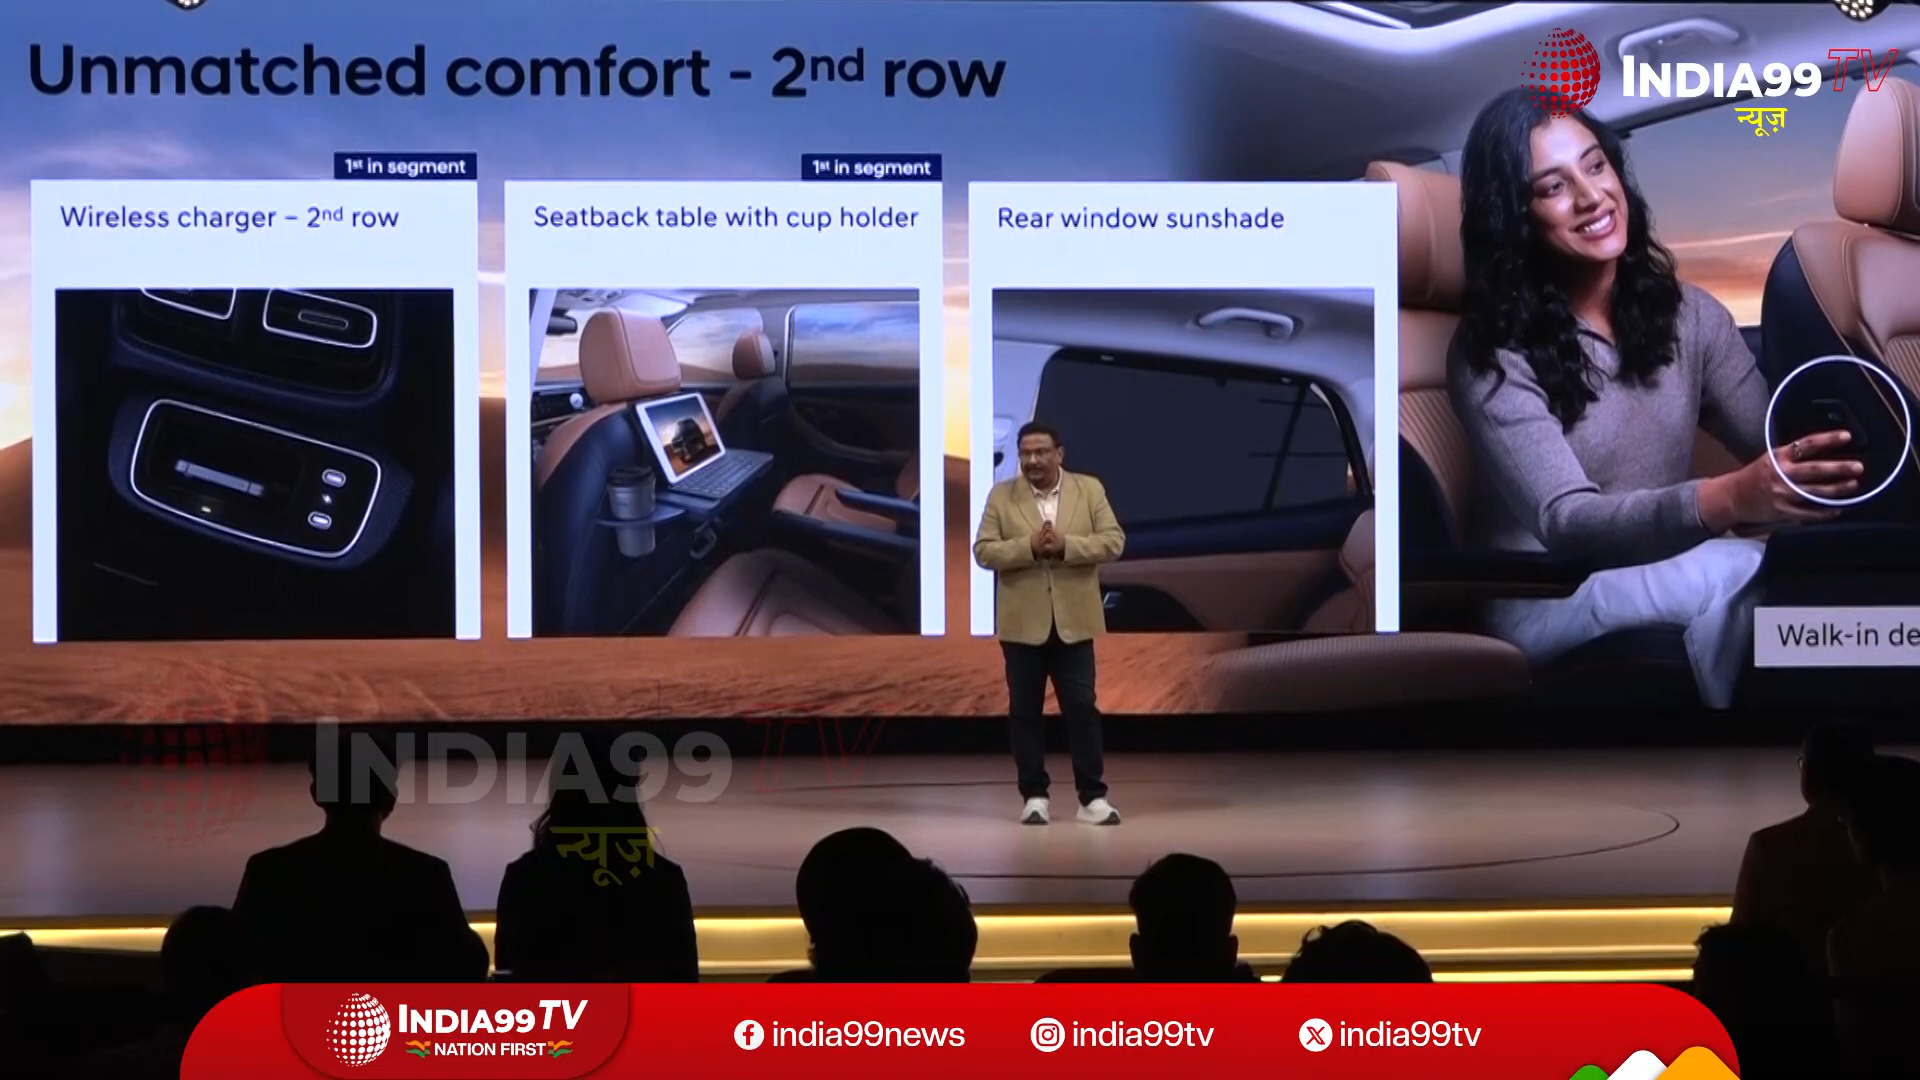 Unmatched comfort - 2nd row
INDIA99 TV
न्यूज़
1st in segment
1st in segment
Wireless charger – 2nd row
Seatback table with cup holder
Rear window sunshade
Walk-in de
INDIA99 TV
न्यूज़
INDIA99 TV
NATION FIRST
india99news
india99tv
india99tv